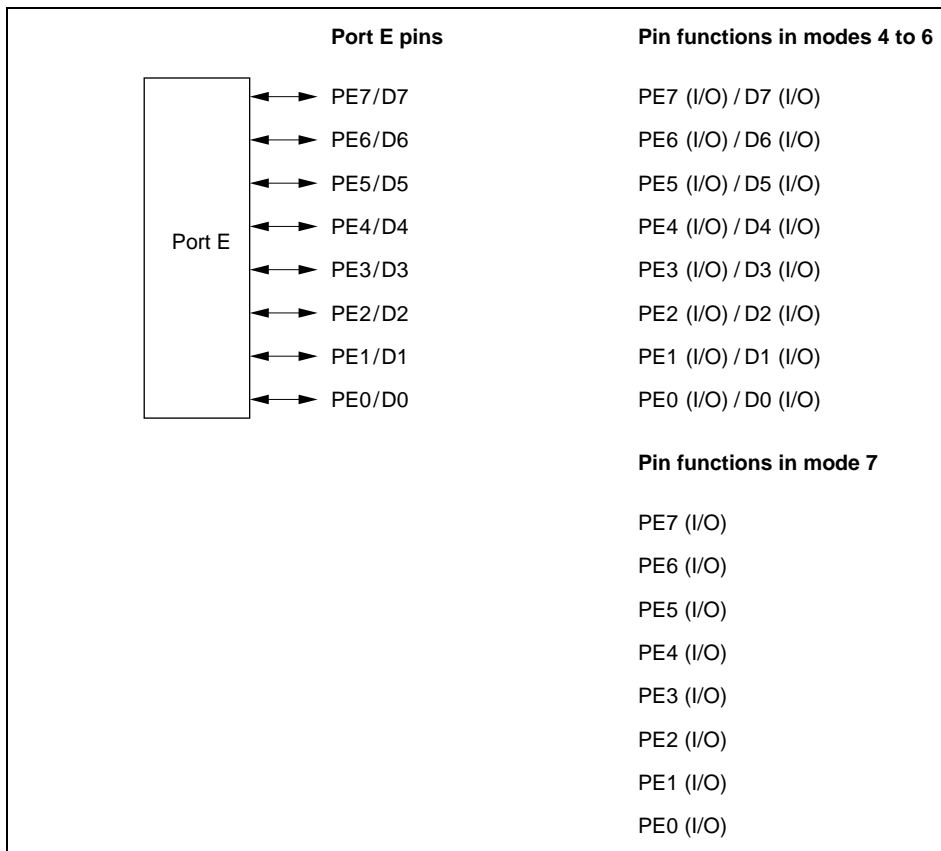 Port E pins Pin functions in modes 4 to 6
PE7/D7 PE7 (I/O) / D7 (I/O)
PE6/D6 PE6 (I/O) / D6 (I/O)
PE5/D5 PE5 (I/O) / D5 (I/O)
PE4/D4 PE4 (I/O) / D4 (I/O)
Port E
PE3/D3 PE3 (I/O) / D3 (I/O)
PE2/D2 PE2 (I/O) / D2 (I/O)
PE1/D1 PE1 (I/O) / D1 (I/O)
PE0/D0 PE0 (I/O) / D0 (I/O)
Pin functions in mode 7
PE7 (I/O)
PE6 (I/O)
PE5 (I/O)
PE4 (I/O)
PE3 (I/O)
PE2 (I/O)
PE1 (I/O)
PE0 (I/O)